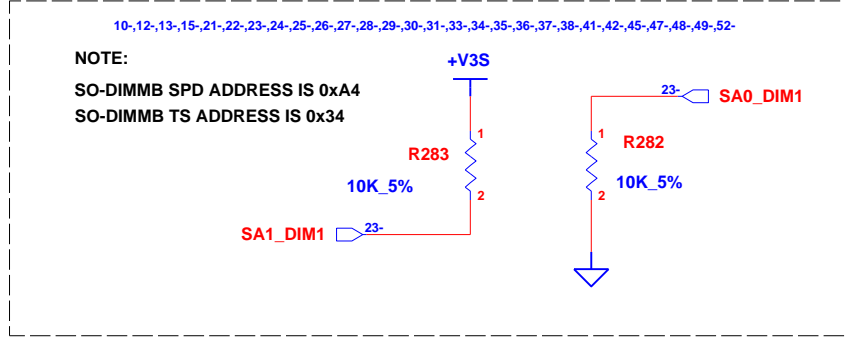 10-,12-,13-,15-,21-,22-,23-,24-,25-,26-,27-,28-,29-,30-,31-,33-,34-,35-,36-,37-,38-,41-,42-,45-,47-,48-,49-,52-
NOTE:
+V3S
SO-DIMMB SPD ADDRESS IS 0xA4
SO-DIMMB TS ADDRESS IS 0x34
23-
SA0_DIM1
1
R283
10K_5%
2
1
R282
10K_5%
2
SA1_DIM1
23-